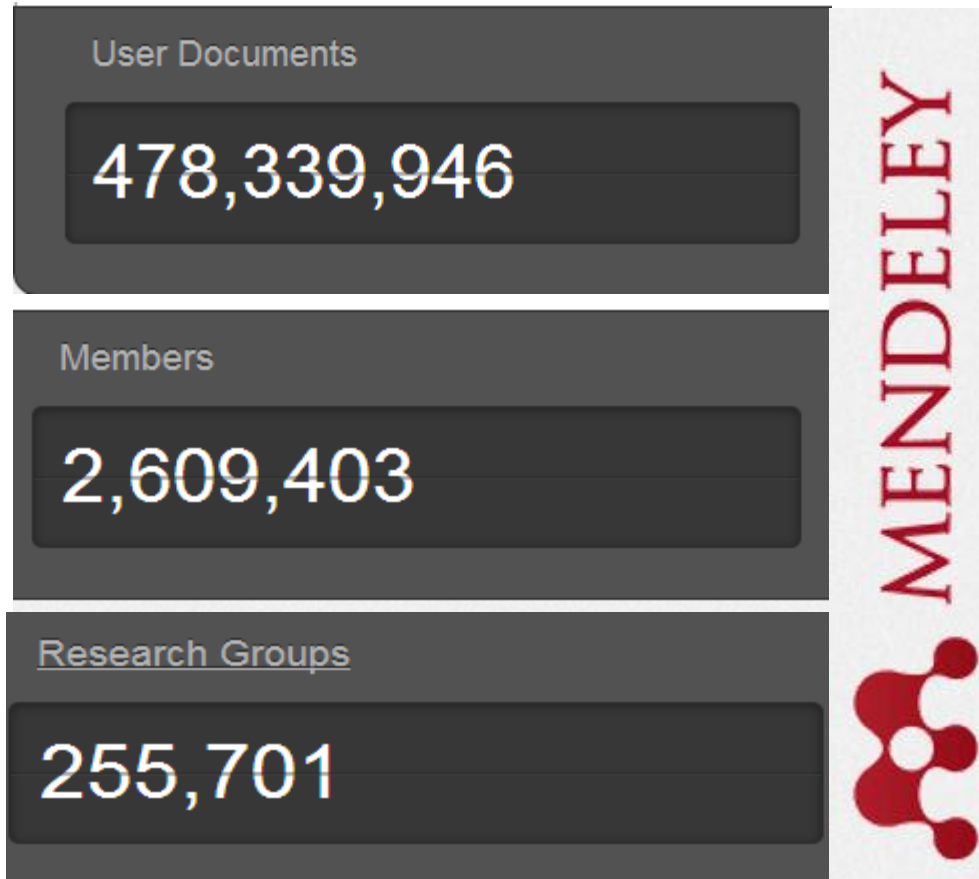 User Documents
478,339,946
Members
2,609,403
Research Groups
255,701
MENDELEY